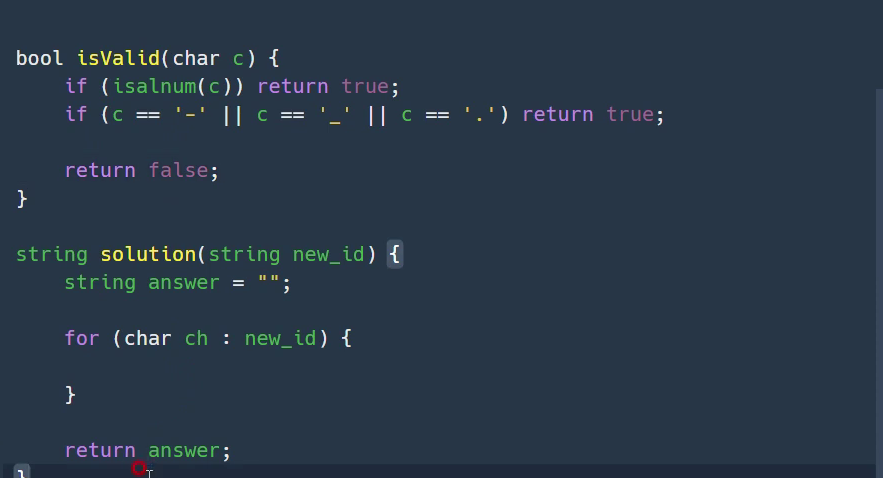 bool isValid(char c) {
    if (isalnum(c)) return true;
    if (c == '-' || c == '_' || c == '.') return true;

    return false;
}

string solution(string new_id) {
    string answer = "";

    for (char ch : new_id) {

    }

    return answer;
}